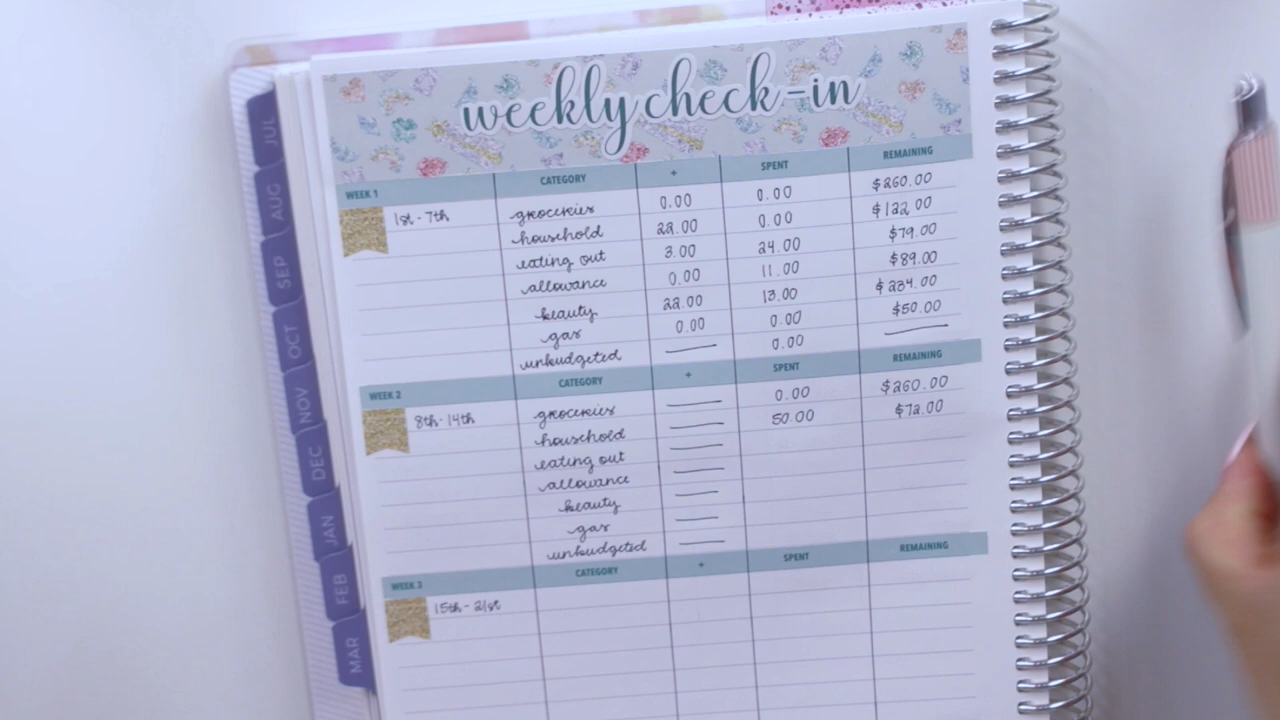 weekly check-in
WEEK 1 CATEGORY + SPENT REMAINING
1st - 7th groceries 0.00 0.00 $260.00
household 22.00 0.00 $122.00
eating out 3.00 24.00 $79.00
allowance 0.00 11.00 $89.00
beauty 22.00 13.00 $234.00
gas 0.00 0.00 $50.00
unbudgeted 0.00
WEEK 2 CATEGORY + SPENT REMAINING
8th - 14th groceries 0.00 $260.00
household 50.00 $72.00
eating out
allowance
beauty
gas
unbudgeted
WEEK 3 CATEGORY + SPENT REMAINING
15th - 21st
JUL
AUG
SEP
OCT
NOV
DEC
JAN
FEB
MAR